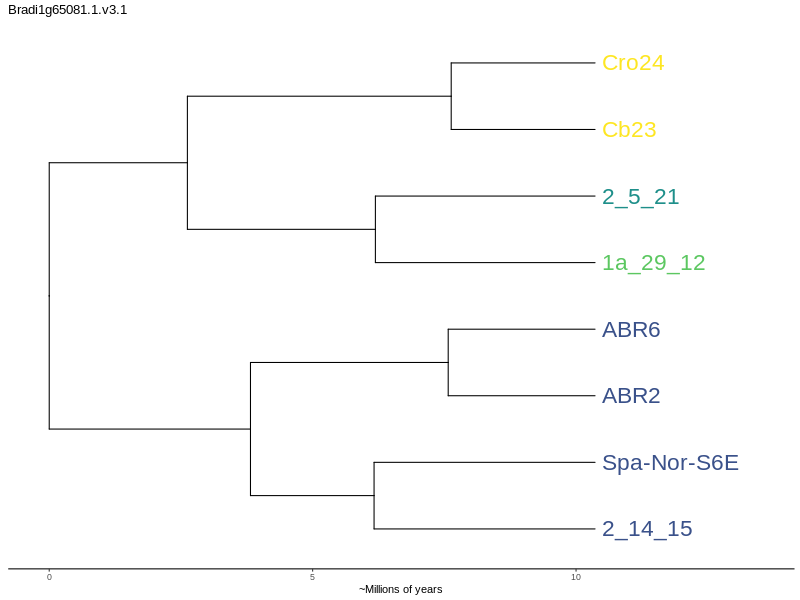 Bradi1g65081.1.v3.1
Cro24
Cb23
2_5_21
1a_29_12
ABR6
ABR2
Spa-Nor-S6E
2_14_15
0 5 10
~Millions of years